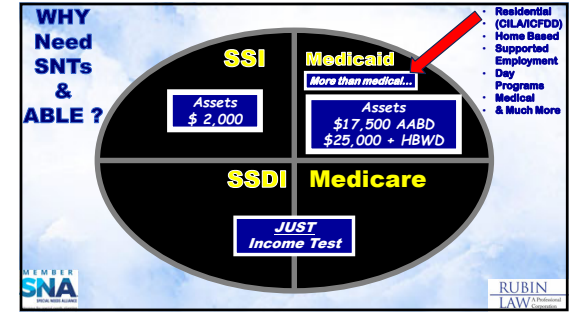 WHY
Need
SNTs
&
ABLE ?
SSI
Assets
$ 2,000
Medicaid
More than medical...
Assets
$17,500 AABD
$25,000 + HBWD
SSDI
Medicare
JUST
Income Test
• Residential
• (CILA/ICFDD)
• Home Based
• Supported
Employment
• Day
Programs
• Medical
• & Much More
MEMBER
SNA
SPECIAL NEEDS ALLIANCE
RUBIN
LAW A Professional
Corporation